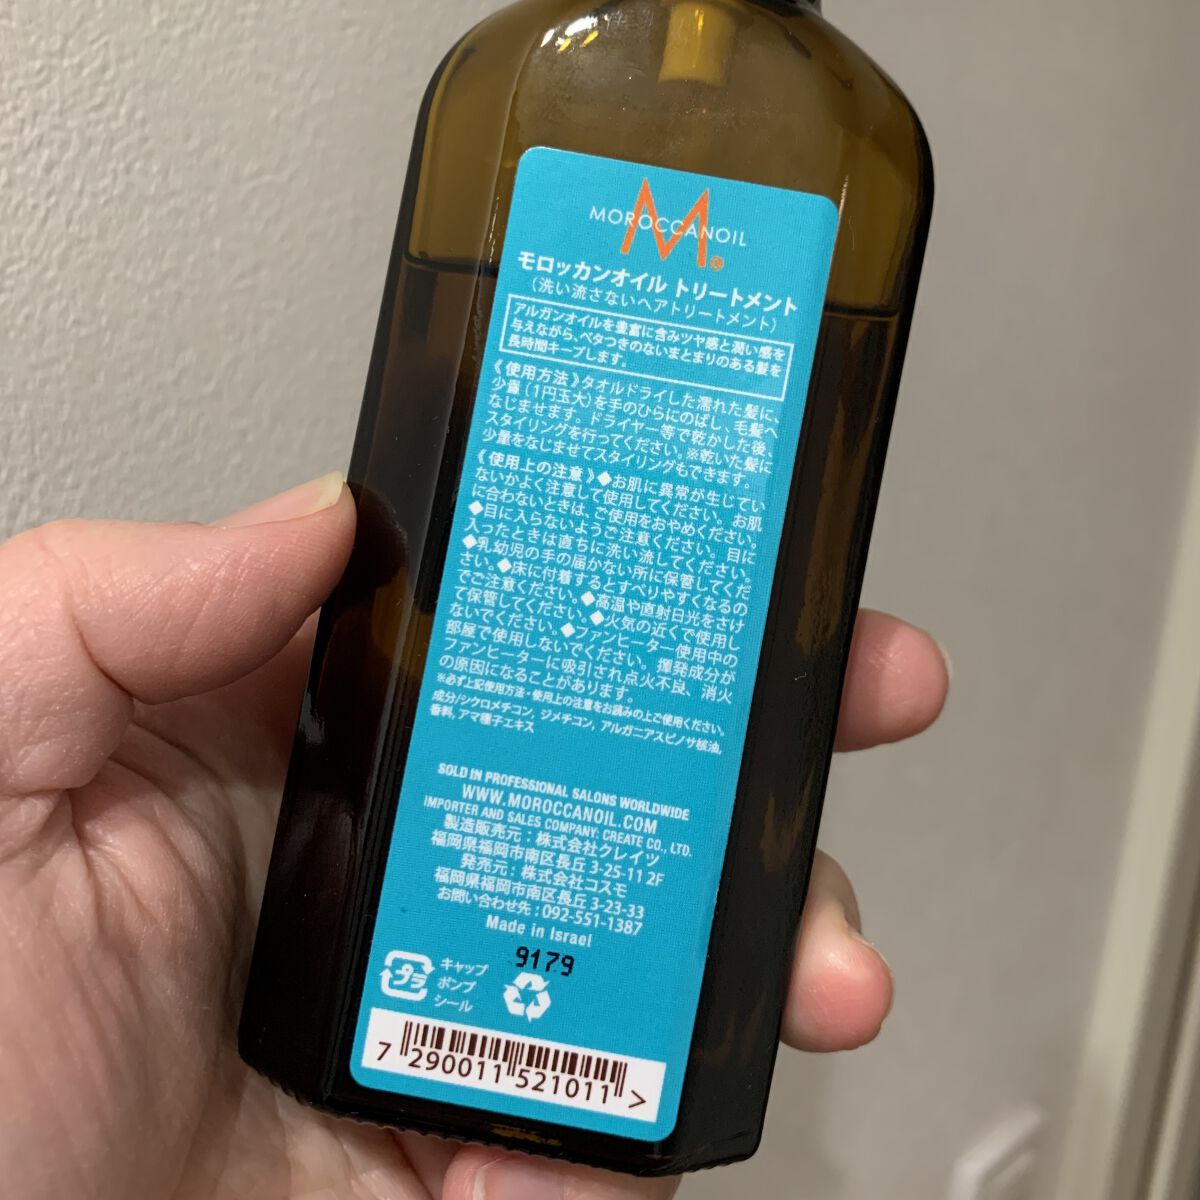 MOROCCANOIL
M®
モロッカンオイル トリートメント
(洗い流さないヘアトリートメント)
アルガンオイルを豊富に含みツヤ感と潤い感を
与えながら、ベタつきのないまとまりのある髪を
長時間キープします。
《使用方法》タオルドライした濡れた髪に、
少量(1円玉大)を手のひらにのばし、毛髪へ
なじませます。ドライヤー等で乾かした後、
スタイリングを行ってください。※乾いた髪に
少量をなじませてスタイリングもできます。
《使用上の注意》◆お肌に異常が生じてい
ないかよく注意して使用してください。お肌
に合わないときは、ご使用をおやめください。
◆目に入らないようご注意ください。目に
入ったときは直ちに洗い流してください。
◆乳幼児の手の届かない所に保管してくだ
さい。◆床に付着するとすべりやすくなるの
でご注意ください。◆高温や直射日光をさけ
て保管してください。◆火気の近くで使用し
ないでください。◆ファンヒーター使用中の
部屋で使用しないでください。揮発成分が
ファンヒーターに吸引され点火不良、消火
の原因になることがあります。
※必ず上記使用方法・使用上の注意をお読みの上ご使用ください。
成分/シクロメチコン, ジメチコン, アルガニアスピノサ核油,
香料, アマ種子エキス
SOLD IN PROFESSIONAL SALONS WORLDWIDE
WWW.MOROCCANOIL.COM
IMPORTER AND SALES COMPANY: CREATE CO., LTD.
製造販売元:株式会社クレイツ
福岡県福岡市南区長丘 3-25-11 2F
発売元:株式会社コスモ
福岡県福岡市南区長丘 3-23-33
お問い合わせ先:092-551-1387
Made in Israel
9179
プラ
キャップ
ポンプ
シール
7 290011 521011 >